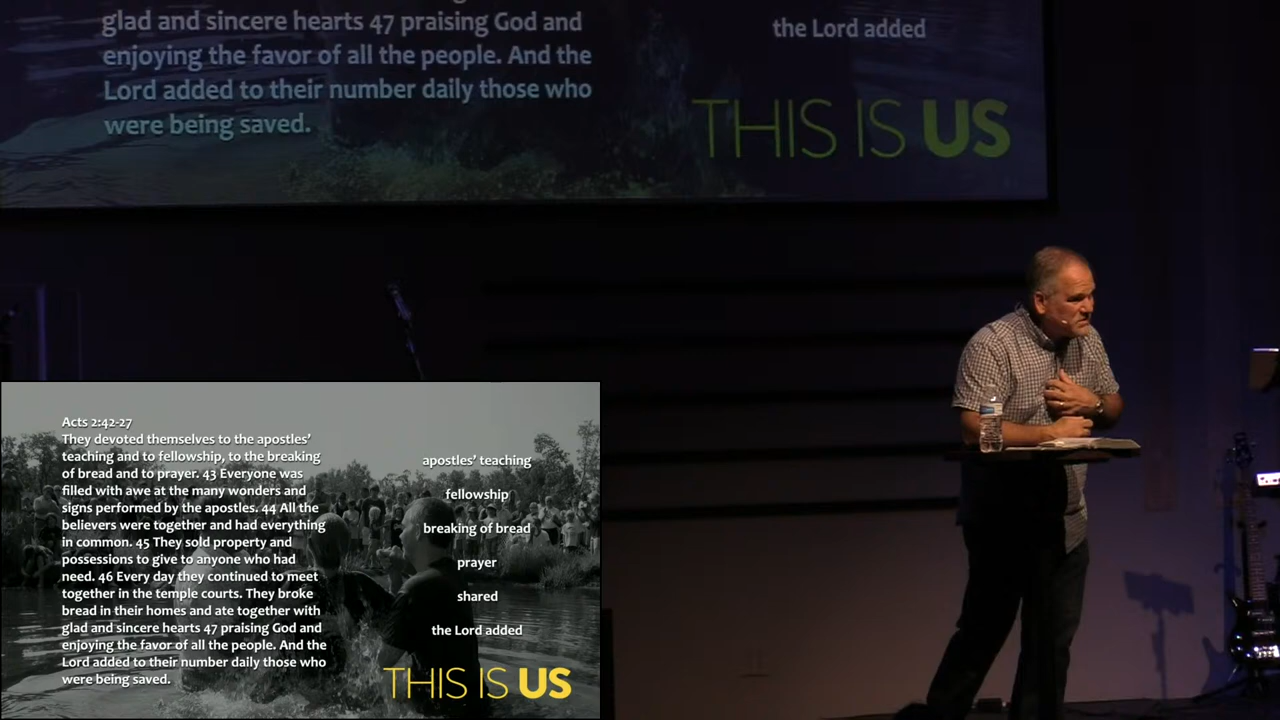 glad and sincere hearts 47 praising God and
enjoying the favor of all the people. And the
Lord added to their number daily those who
were being saved.
the Lord added
THIS IS US
Acts 2:42-27
They devoted themselves to the apostles'
teaching and to fellowship, to the breaking
of bread and to prayer. 43 Everyone was
filled with awe at the many wonders and
signs performed by the apostles. 44 All the
believers were together and had everything
in common. 45 They sold property and
possessions to give to anyone who had
need. 46 Every day they continued to meet
together in the temple courts. They broke
bread in their homes and ate together with
glad and sincere hearts 47 praising God and
enjoying the favor of all the people. And the
Lord added to their number daily those who
were being saved.
apostles' teaching
fellowship
breaking of bread
prayer
shared
the Lord added
THIS IS US